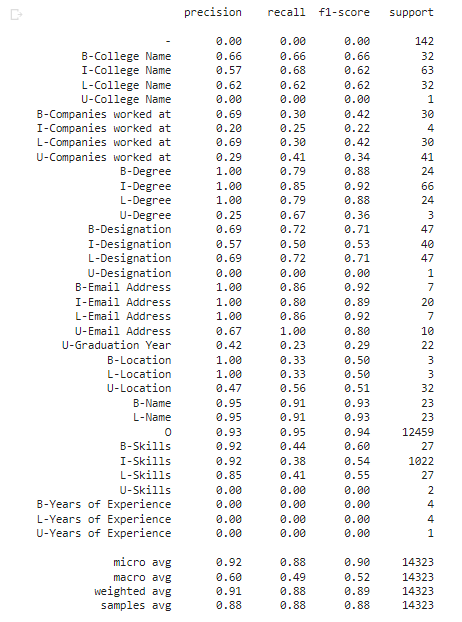 precision recall f1-score support
- 0.00 0.00 0.00 142
B-College Name 0.66 0.66 0.66 32
I-College Name 0.57 0.68 0.62 63
L-College Name 0.62 0.62 0.62 32
U-College Name 0.00 0.00 0.00 1
B-Companies worked at 0.69 0.30 0.42 30
I-Companies worked at 0.20 0.25 0.22 4
L-Companies worked at 0.69 0.30 0.42 30
U-Companies worked at 0.29 0.41 0.34 41
B-Degree 1.00 0.79 0.88 24
I-Degree 1.00 0.85 0.92 66
L-Degree 1.00 0.79 0.88 24
U-Degree 0.25 0.67 0.36 3
B-Designation 0.69 0.72 0.71 47
I-Designation 0.57 0.50 0.53 40
L-Designation 0.69 0.72 0.71 47
U-Designation 0.00 0.00 0.00 1
B-Email Address 1.00 0.86 0.92 7
I-Email Address 1.00 0.80 0.89 20
L-Email Address 1.00 0.86 0.92 7
U-Email Address 0.67 1.00 0.80 10
U-Graduation Year 0.42 0.23 0.29 22
B-Location 1.00 0.33 0.50 3
L-Location 1.00 0.33 0.50 3
U-Location 0.47 0.56 0.51 32
B-Name 0.95 0.91 0.93 23
L-Name 0.95 0.91 0.93 23
O 0.93 0.95 0.94 12459
B-Skills 0.92 0.44 0.60 27
I-Skills 0.92 0.38 0.54 1022
L-Skills 0.85 0.41 0.55 27
U-Skills 0.00 0.00 0.00 2
B-Years of Experience 0.00 0.00 0.00 4
L-Years of Experience 0.00 0.00 0.00 4
U-Years of Experience 0.00 0.00 0.00 1
micro avg 0.92 0.88 0.90 14323
macro avg 0.60 0.49 0.52 14323
weighted avg 0.91 0.88 0.89 14323
samples avg 0.88 0.88 0.88 14323